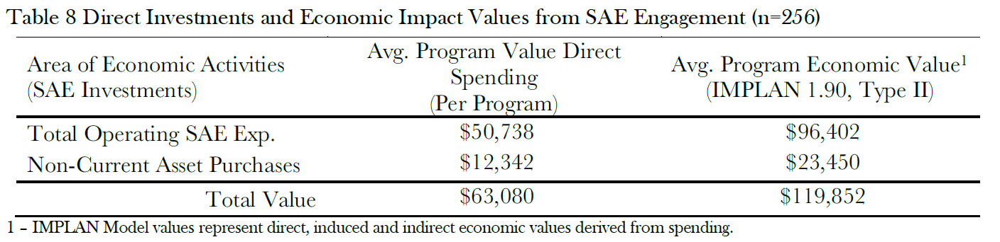 Table 8 Direct Investments and Economic Impact Values from SAE Engagement (n=256)
Area of Economic Activities
(SAE Investments)
Avg. Program Value Direct
Spending
(Per Program)
Avg. Program Economic Value1
(IMPLAN 1.90, Type II)
Total Operating SAE Exp. $50,738 $96,402
Non-Current Asset Purchases $12,342 $23,450
Total Value $63,080 $119,852
1 – IMPLAN Model values represent direct, induced and indirect economic values derived from spending.